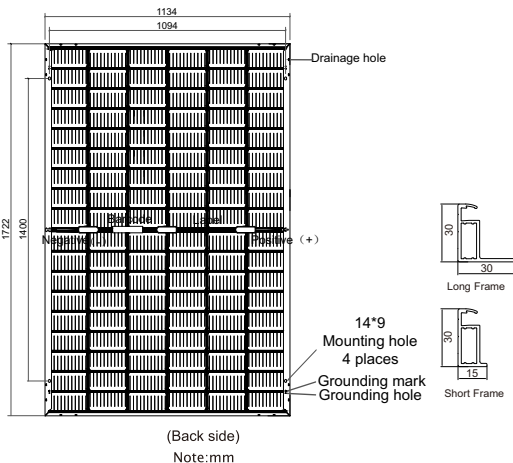 1134
1094
Drainage hole
1722
1400
Barcode
Label
Negative(-)
Positive（+）
14*9
Mounting hole
4 places
Grounding mark
Grounding hole
(Back side)
Note:mm
30
30
Long Frame
30
15
Short Frame